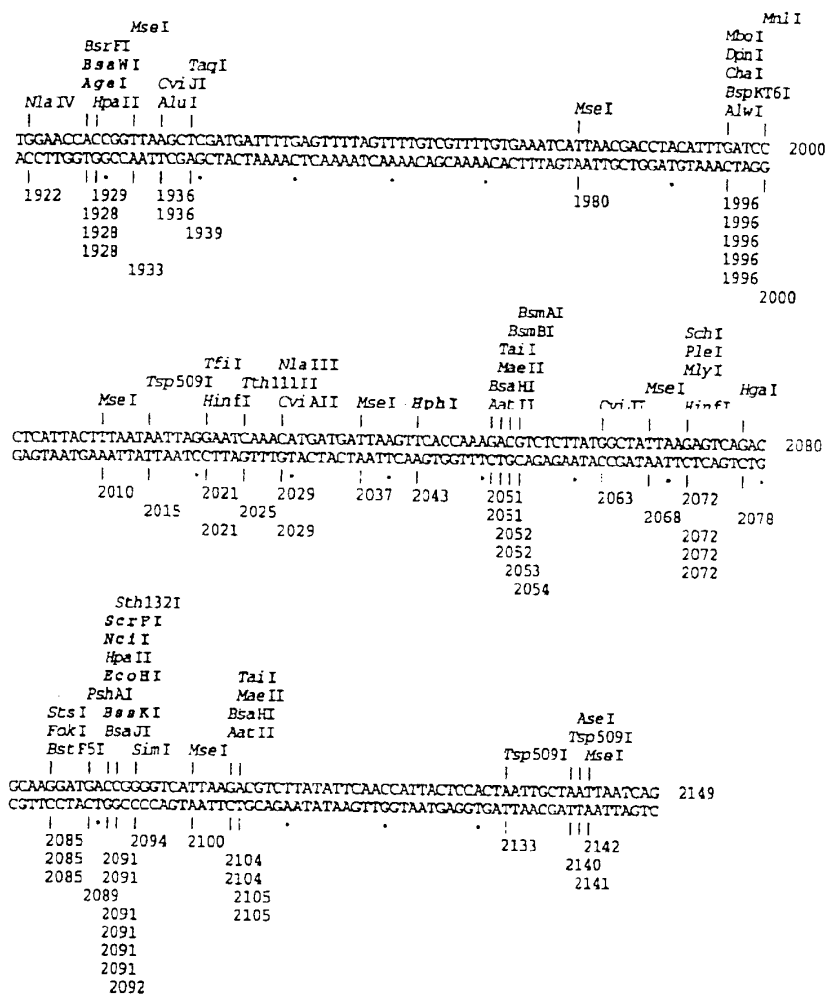 MnlI
MseI MboI
BsrFI DpnI
BsaWI TaqI ChaI
AgeI CviJI BspKT6I
NlaIV HpaII AluI MseI AlwI
TGGAACCACCGGTTAAGCTCGATGATTTTGAGTTTTAGTTTTGTCGTTTTGTGAAATCATTAACGACCTACATTTGATCC 2000
ACCTTGGTGGCCAATTCGAGCTACTAAAACTCAAAATCAAAACAGCAAAACACTTTAGTAATTGCTGGATGTAAACTAGG
1922 1929 1936 1980 1996
1928 1936 1996
1928 1939 1996
1928 1996
1933 1996
2000
BsmAI
BsmBI SchI
TfiI NlaIII TaiI PleI
Tsp509I Tth111II MaeII MlyI
MseI HinfI CviAII MseI HphI BsaHI MseI HgaI
AatII CviJI HinfI
CTCATTACTTTAATAATTAGGAATCAAACATGATGATTAAGTTCACCAAAGACGTCTCTTATGGCTATTAAGAGTCAGAC 2080
GAGTAATGAAATTATTAATCCTTAGTTTGTACTACTAATTCAAGTGGTTTCTGCAGAGAATACCGATAATTCTCAGTCTG
2010 2021 2029 2037 2043 2051 2063 2072 2078
2015 2025 2051 2068
2021 2029 2052 2072
2052 2072
2053 2072
2054
Sth132I
ScrFI
NciI
HpaII
EcoHI TaiI
PshAI MaeII
StsI BssKI BsaHI AseI
FokI BsaJI AatII Tsp509I
BstF5I SimI MseI Tsp509I MseI
GCAAGGATGACCGGGGTCATTAAGACGTCTTATATTCAACCATTACTCCACTAATTGCTAATTAATCAG 2149
CGTTCCTACTGGCCCCAGTAATTCTGCAGAATATAAGTTGGTAATGAGGTGATTAACGATTAATTAGTC
2085 2094 2100 2133 2142
2085 2091 2104 2140
2085 2091 2104 2141
2089 2105
2091 2105
2091
2091
2092